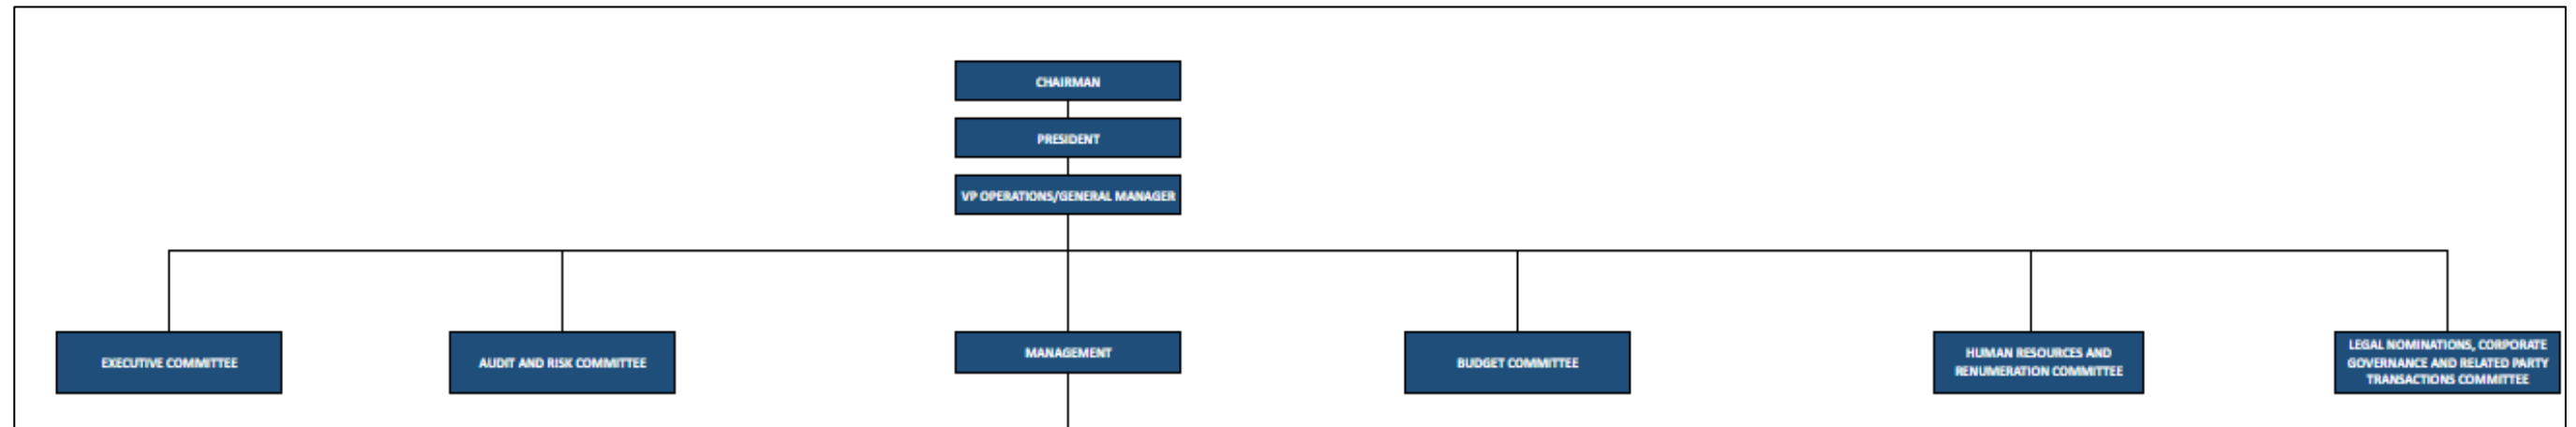 CHAIRMAN
PRESIDENT
VP OPERATIONS/GENERAL MANAGER
EXECUTIVE COMMITTEE
AUDIT AND RISK COMMITTEE
MANAGEMENT
BUDGET COMMITTEE
HUMAN RESOURCES AND
RENUMERATION COMMITTEE
LEGAL NOMINATIONS, CORPORATE
GOVERNANCE AND RELATED PARTY
TRANSACTIONS COMMITTEE